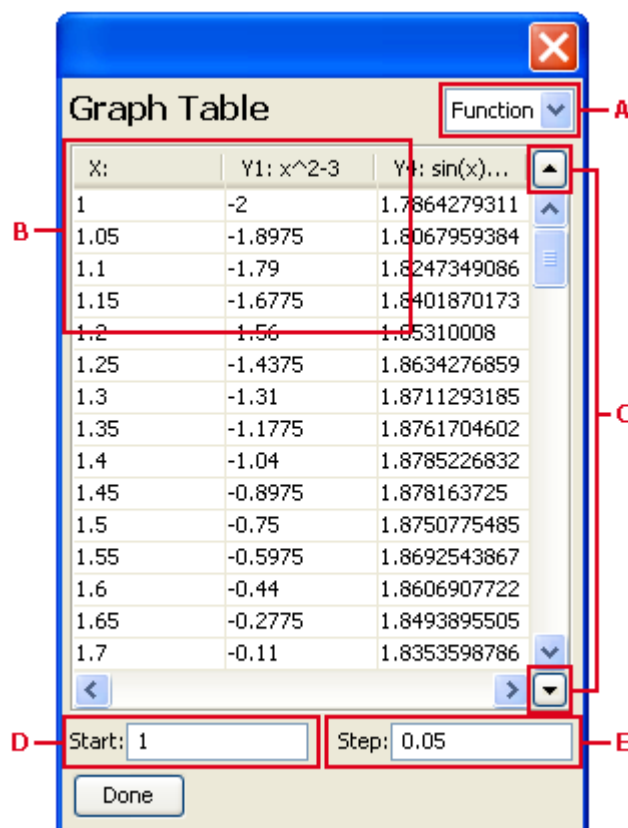 Graph Table
Function
A
X: Y1: x^2-3 Y4: sin(x)...
1 -2 1.7864279311
B
1.05 -1.8975 1.8067959384
1.1 -1.79 1.8247349086
1.15 -1.6775 1.8401870173
1.2 -1.56 1.85310008
1.25 -1.4375 1.8634276859
1.3 -1.31 1.8711293185
1.35 -1.1775 1.8761704602
C
1.4 -1.04 1.8785226832
1.45 -0.8975 1.878163725
1.5 -0.75 1.8750775485
1.55 -0.5975 1.8692543867
1.6 -0.44 1.8606907722
1.65 -0.2775 1.8493895505
1.7 -0.11 1.8353598786
D
Start: 1
Step: 0.05
E
Done